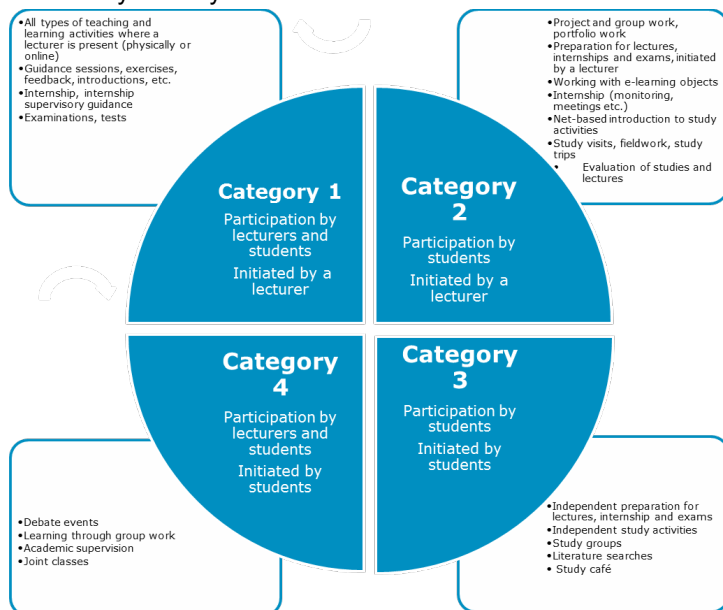 •All types of teaching and
learning activities where a
lecturer is present (physically or
online)
•Guidance sessions, exercises,
feedback, introductions, etc.
•Internship, internship
supervisory guidance
•Examinations, tests
•Project and group work,
portfolio work
•Preparation for lectures,
internships and exams, initiated
by a lecturer
•Working with e-learning objects
•Internship (monitoring,
meetings etc.)
•Net-based introduction to study
activities
•Study visits, fieldwork, study
trips
• Evaluation of studies and
lectures
Category 1
Participation by
lecturers and
students
Initiated by a
lecturer
Category
2
Participation by
students
Initiated by a
lecturer
Category
4
Participation by
lecturers and
students
Initiated by
students
Category
3
Participation by
students
Initiated by
students
•Debate events
•Learning through group work
•Academic supervision
•Joint classes
•Independent preparation for
lectures, internship and exams
•Independent study activities
•Study groups
•Literature searches
• Study café